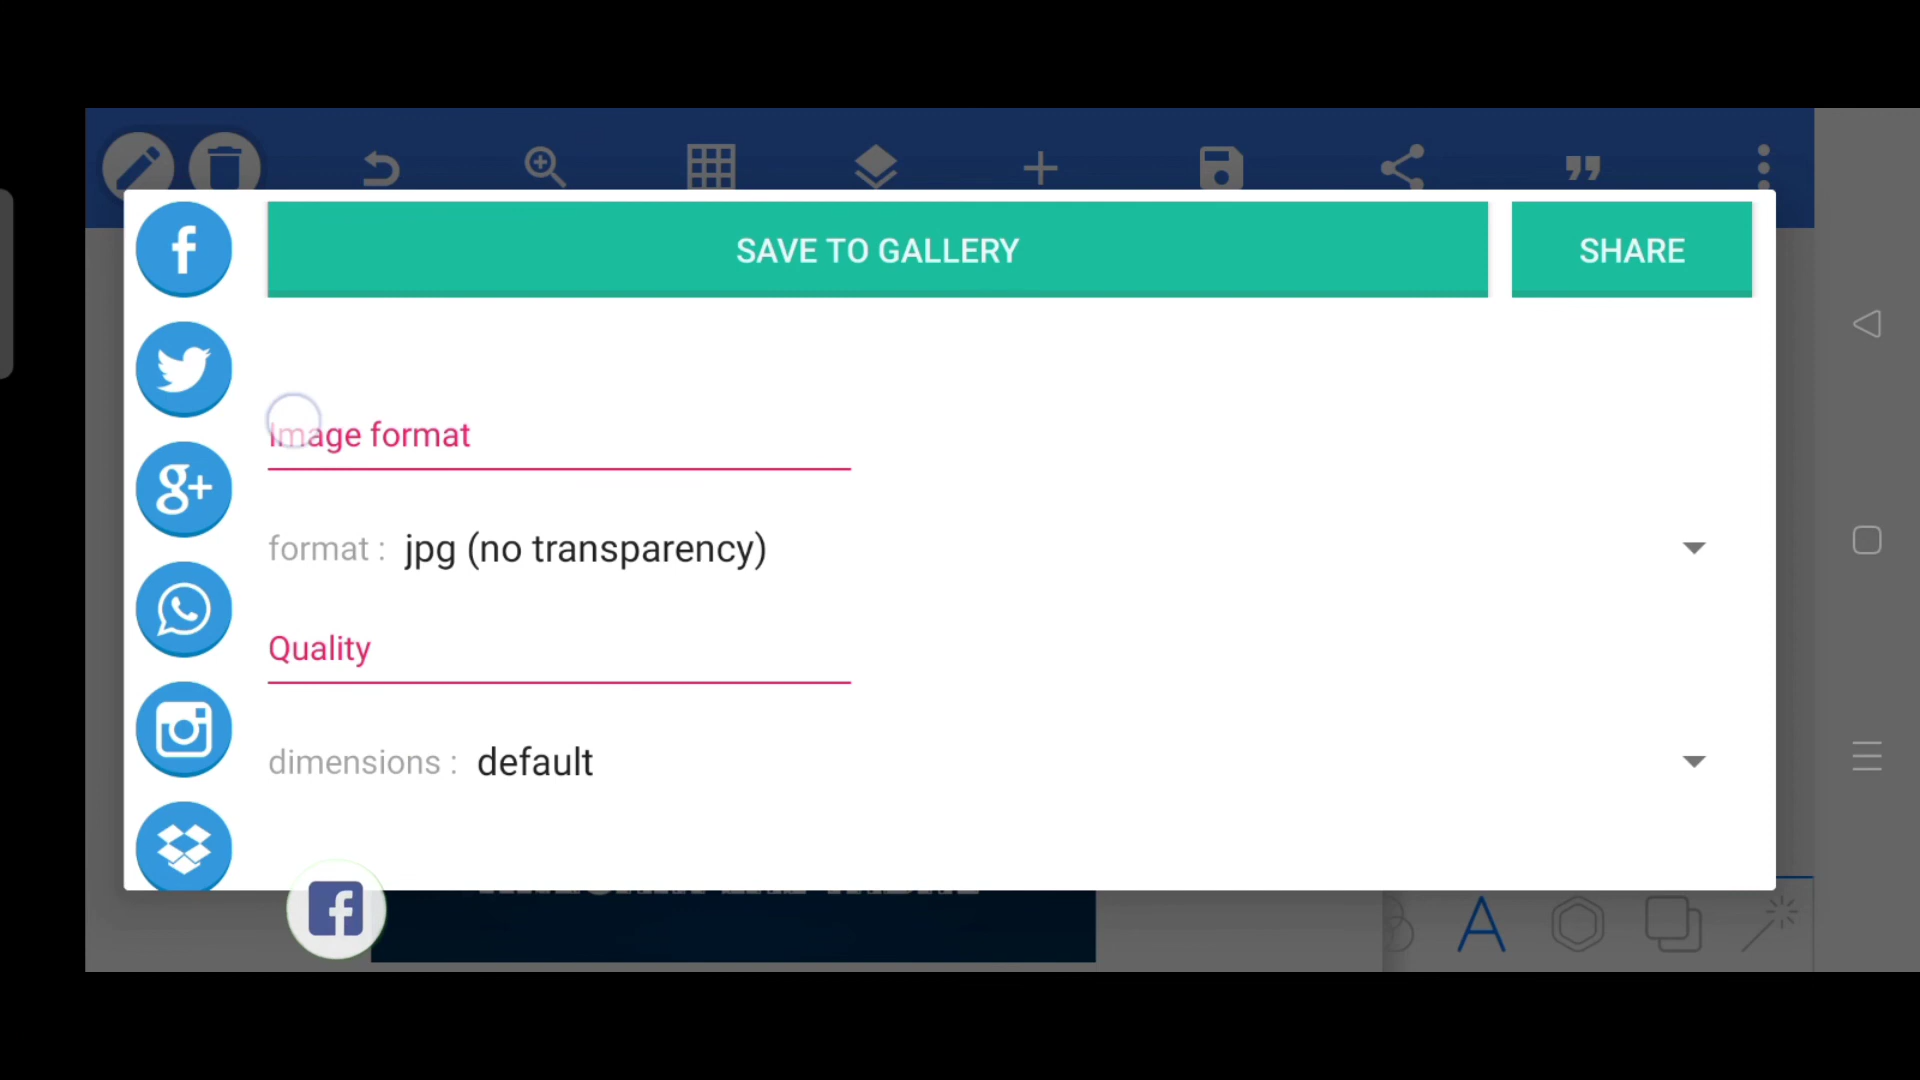 SAVE TO GALLERY
SHARE
Image format
format : jpg (no transparency)
Quality
dimensions : default